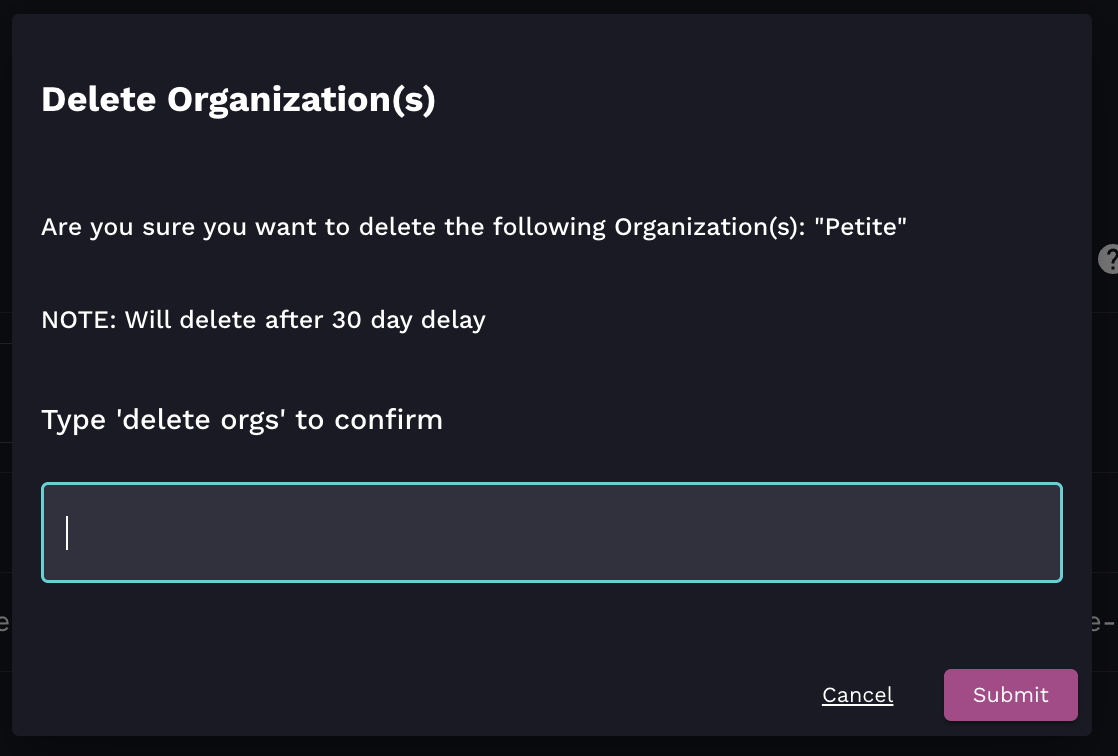 Delete Organization(s)
Are you sure you want to delete the following Organization(s): "Petite"
?
NOTE: Will delete after 30 day delay
Type 'delete orgs' to confirm
e
e-
Cancel
Submit